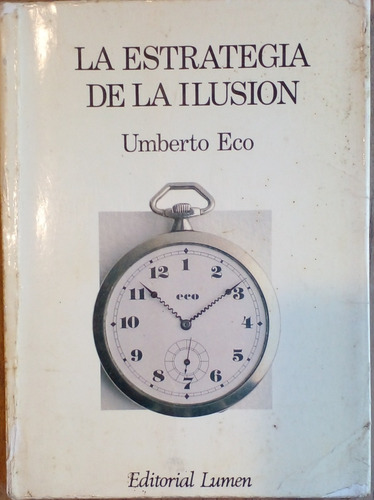 LA ESTRATEGIA
DE LA ILUSION
Umberto Eco
12 1 2
11 eco 3
10 4
9 5
8 6
Editorial Lumen